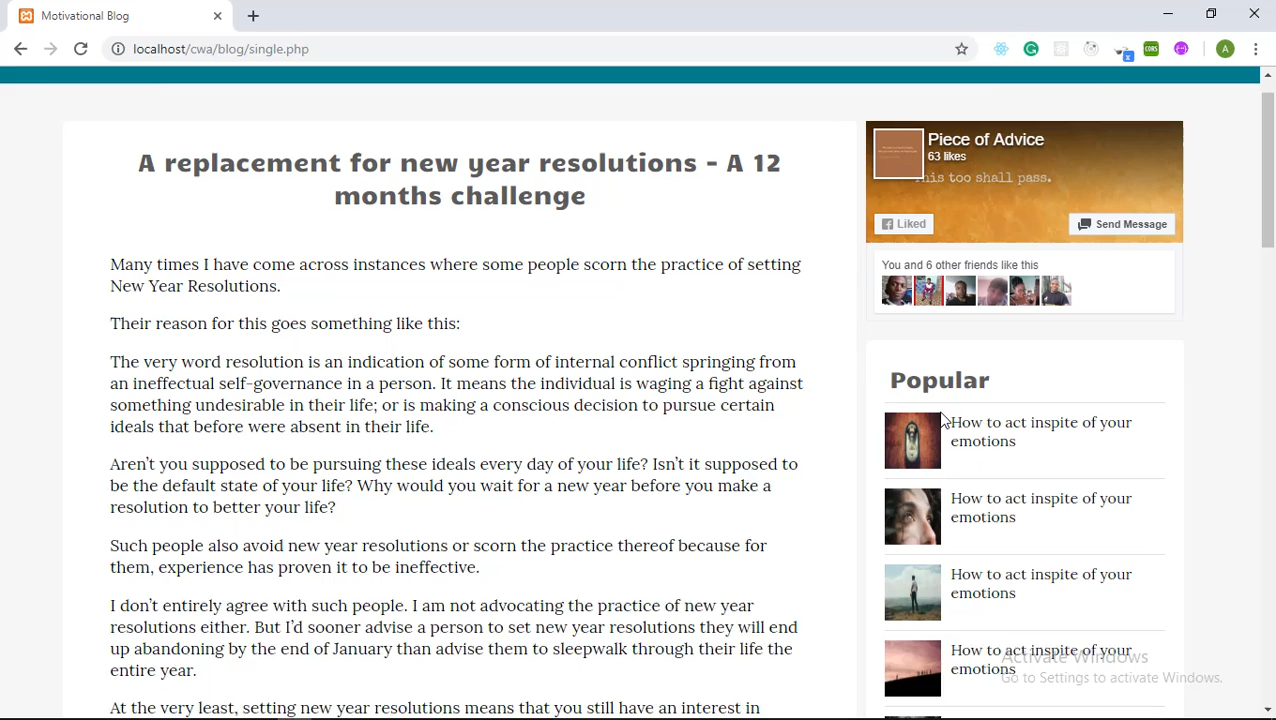 Motivational Blog
localhost/cwa/blog/single.php
A replacement for new year resolutions - A 12
months challenge
Many times I have come across instances where some people scorn the practice of setting
New Year Resolutions.
Their reason for this goes something like this:
The very word resolution is an indication of some form of internal conflict springing from
an ineffectual self-governance in a person. It means the individual is waging a fight against
something undesirable in their life; or is making a conscious decision to pursue certain
ideals that before were absent in their life.
Aren't you supposed to be pursuing these ideals every day of your life? Isn't it supposed to
be the default state of your life? Why would you wait for a new year before you make a
resolution to better your life?
Such people also avoid new year resolutions or scorn the practice thereof because for
them, experience has proven it to be ineffective.
I don't entirely agree with such people. I am not advocating the practice of new year
resolutions either. But I'd sooner advise a person to set new year resolutions they will end
up abandoning by the end of January than advise them to sleepwalk through their life the
entire year.
At the very least, setting new year resolutions means that you still have an interest in
Piece of Advice
63 likes
This too shall pass.
Liked
Send Message
You and 6 other friends like this
Popular
How to act inspite of your
emotions
How to act inspite of your
emotions
How to act inspite of your
emotions
How to act inspite of your
emotions
Activate Windows
Go to Settings to activate Windows.
A
x
CORS